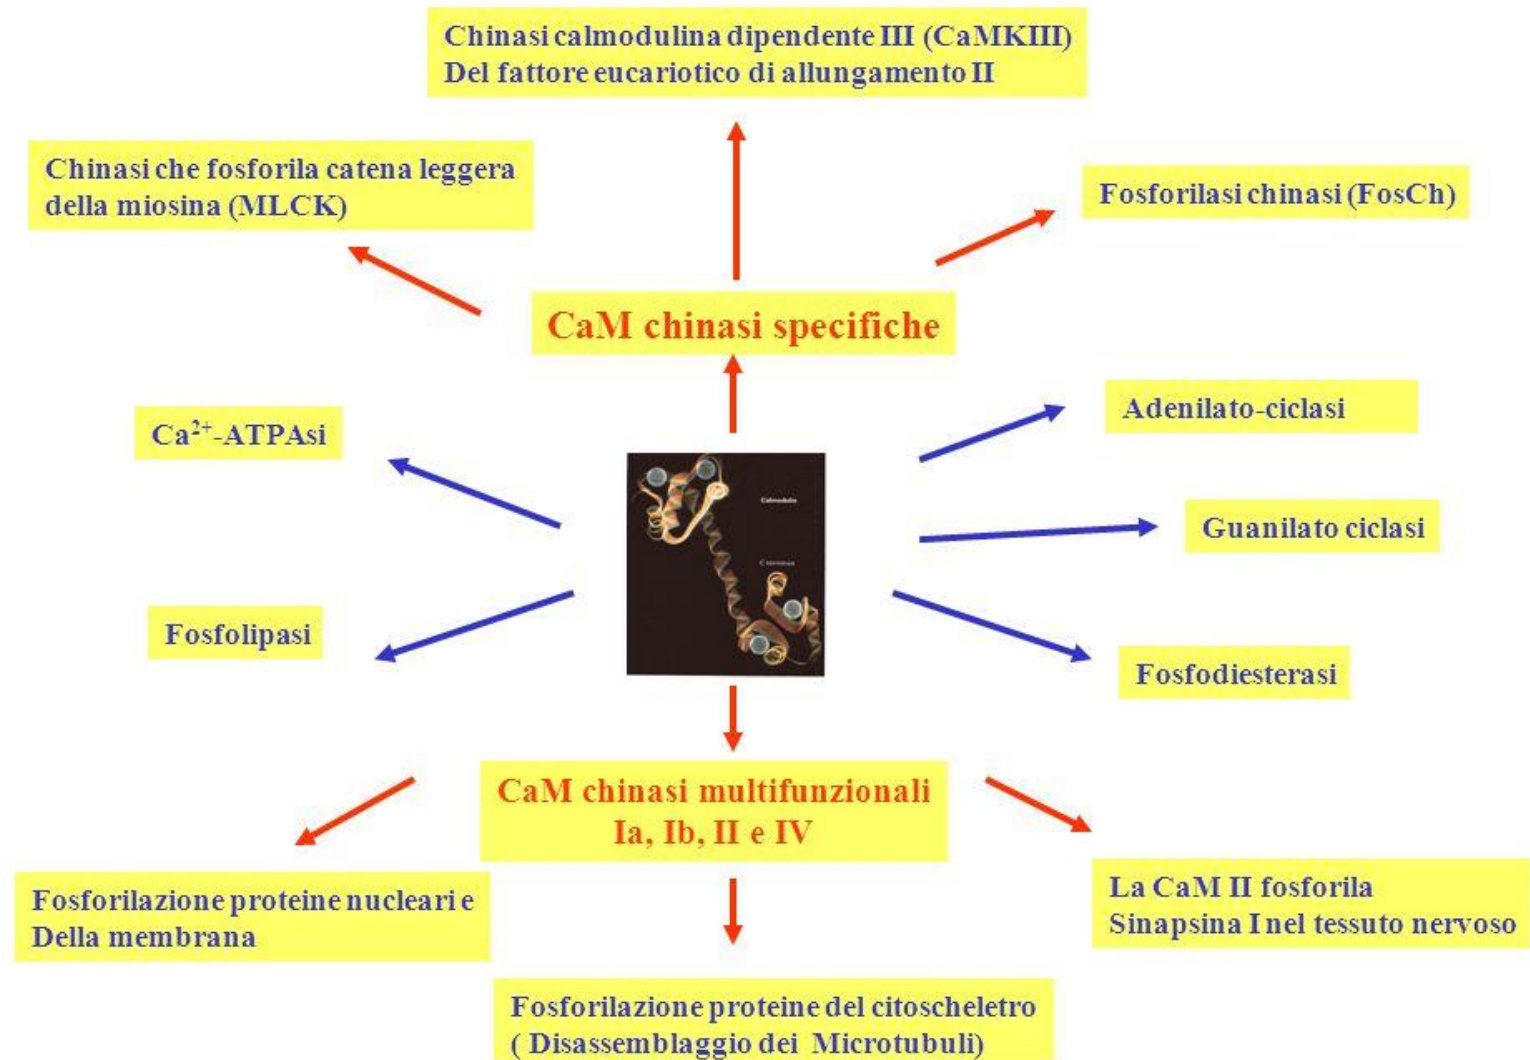 Chinasi calmodulina dipendente III (CaMKIII)
Del fattore eucariotico di allungamento II
Chinasi che fosforila catena leggera
della miosina (MLCK)
Fosforilasi chinasi (FosCh)
CaM chinasi specifiche
Ca²⁺-ATPAsi
Adenilato-ciclasi
Calmodulin
Guanilato ciclasi
C terminus
Fosfolipasi
Fosfodiesterasi
CaM chinasi multifunzionali
Ia, Ib, II e IV
Fosforilazione proteine nucleari e
Della membrana
La CaM II fosforila
Sinapsina I nel tessuto nervoso
Fosforilazione proteine del citoscheletro
( Disassemblaggio dei Microtubuli)